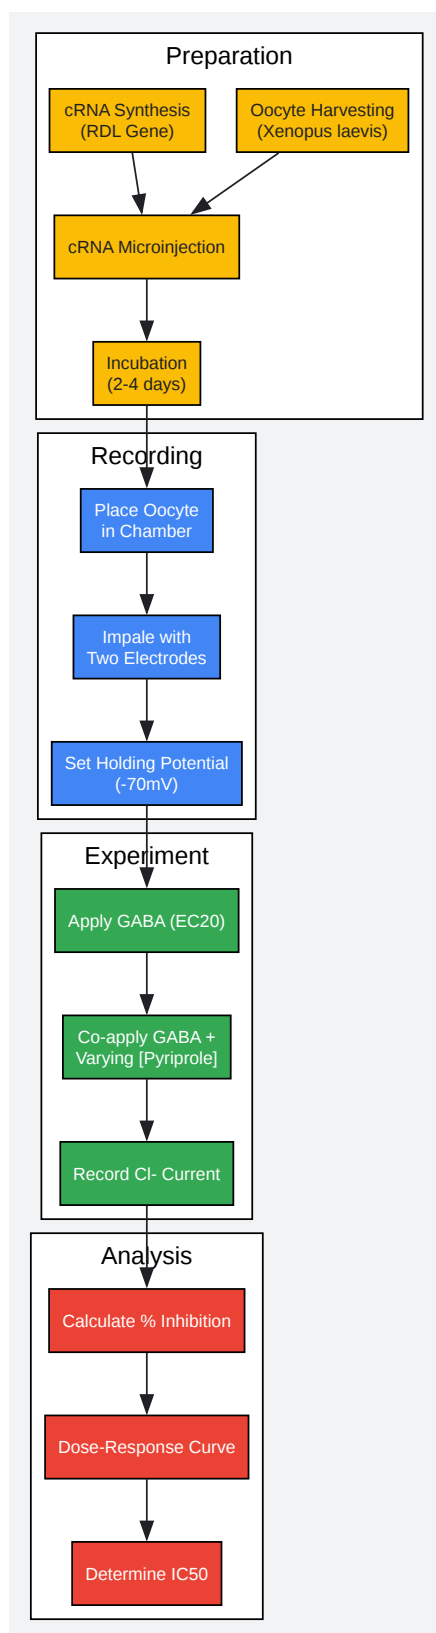 Preparation
cRNA Synthesis
(RDL Gene)
Oocyte Harvesting
(Xenopus laevis)
cRNA Microinjection
Incubation
(2-4 days)
Recording
Place Oocyte
in Chamber
Impale with
Two Electrodes
Set Holding Potential
(-70mV)
Experiment
Apply GABA (EC20)
Co-apply GABA +
Varying [Pyriprole]
Record Cl- Current
Analysis
Calculate % Inhibition
Dose-Response Curve
Determine IC50